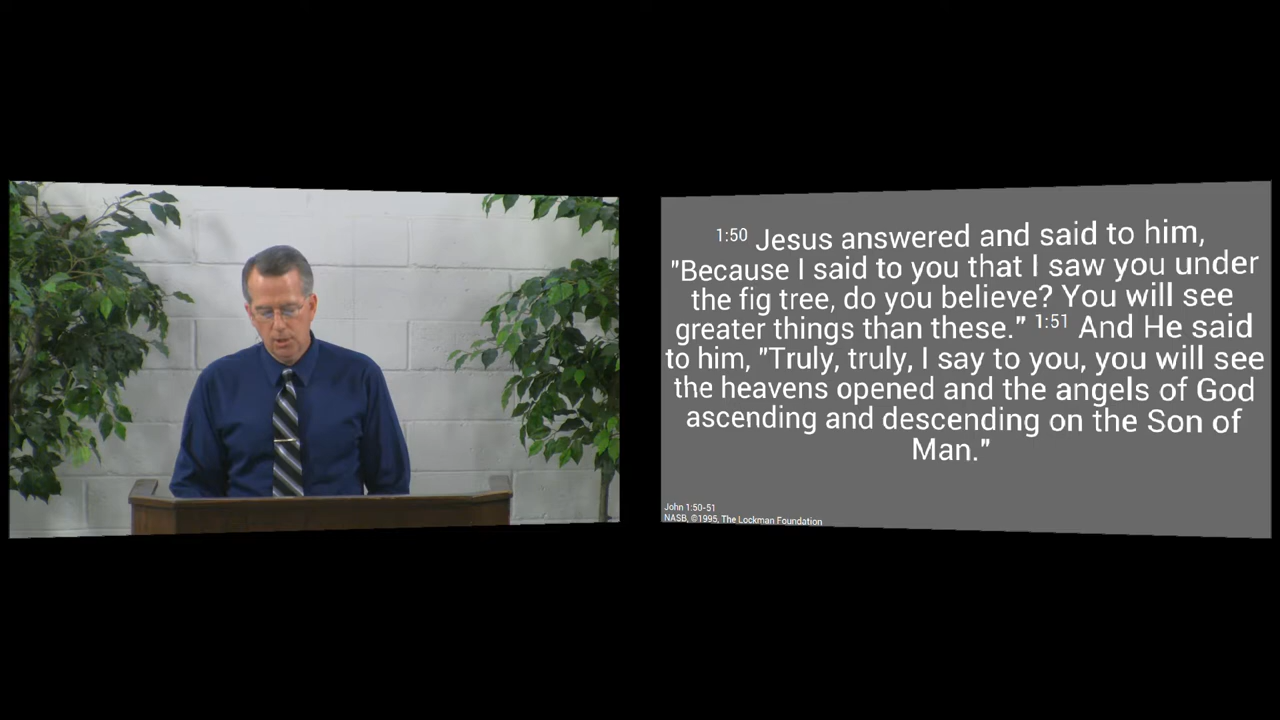 1:50 Jesus answered and said to him,
"Because I said to you that I saw you under
the fig tree, do you believe? You will see
greater things than these." 1:51 And He said
to him, "Truly, truly, I say to you, you will see
the heavens opened and the angels of God
ascending and descending on the Son of
Man."
John 1:50-51
NASB, ©1995, The Lockman Foundation